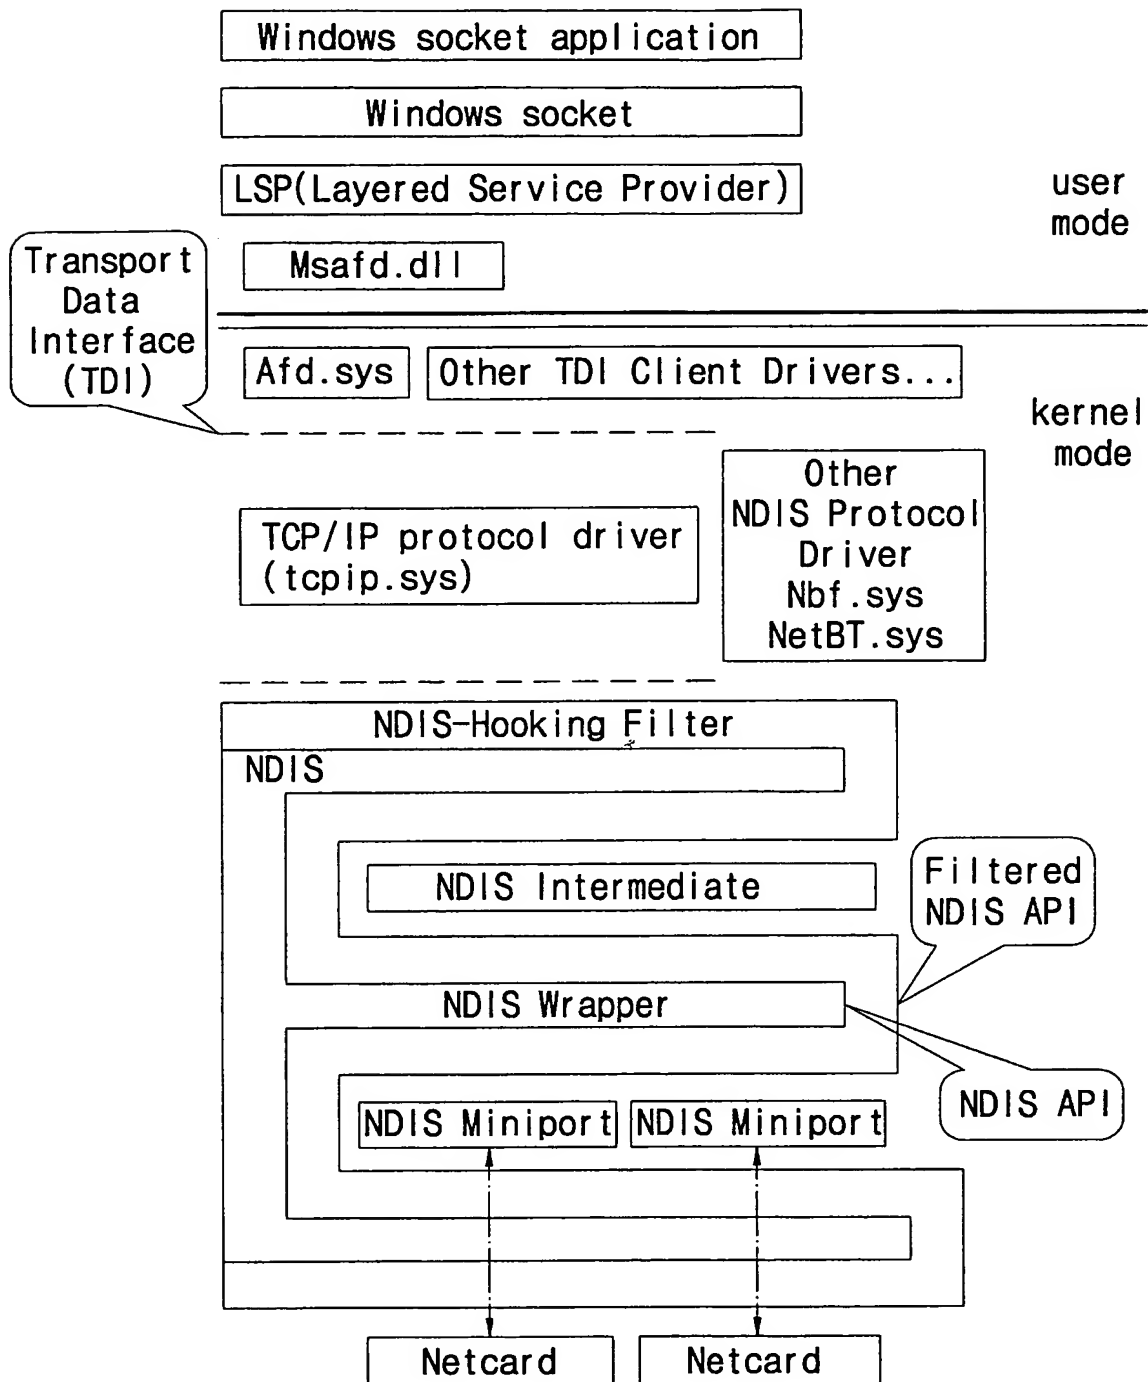 Windows socket application
Windows socket
LSP(Layered Service Provider)
user
mode
Msafd.dll
Transport
Data
Interface
(TDI)
Afd.sys
Other TDI Client Drivers...
kernel
mode
TCP/IP protocol driver
(tcpip.sys)
Other
NDIS Protocol
Driver
Nbf.sys
NetBT.sys
NDIS-Hooking Filter
NDIS
NDIS Intermediate
Filtered
NDIS API
NDIS Wrapper
NDIS API
NDIS Miniport
NDIS Miniport
Netcard
Netcard